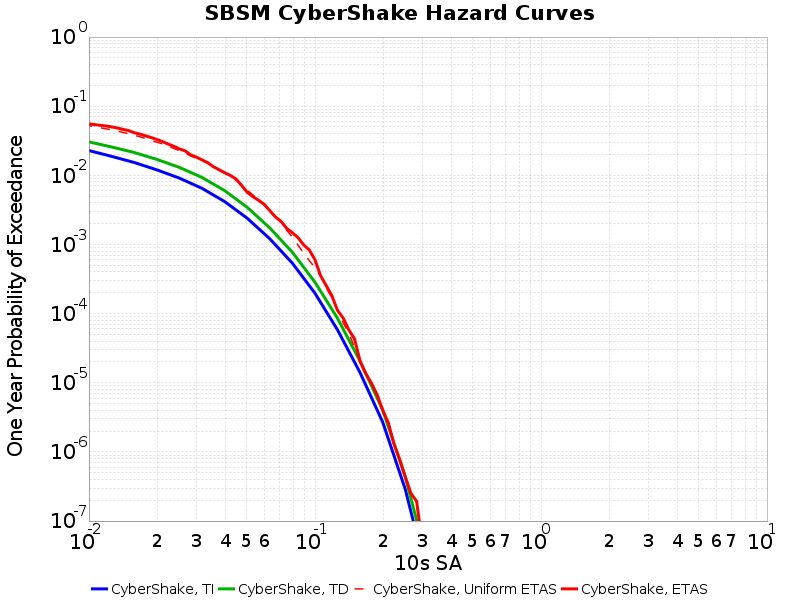 SBSM CyberShake Hazard Curves
One Year Probability of Exceedance
10^0
10^-1
10^-2
10^-3
10^-4
10^-5
10^-6
10^-7
10^-2 2 3 4 5 6 10^-1 2 3 4 5 6 7 10^0 2 3 4 5 6 7 10^1
10s SA
CyberShake, TI CyberShake, TD CyberShake, Uniform ETAS CyberShake, ETAS